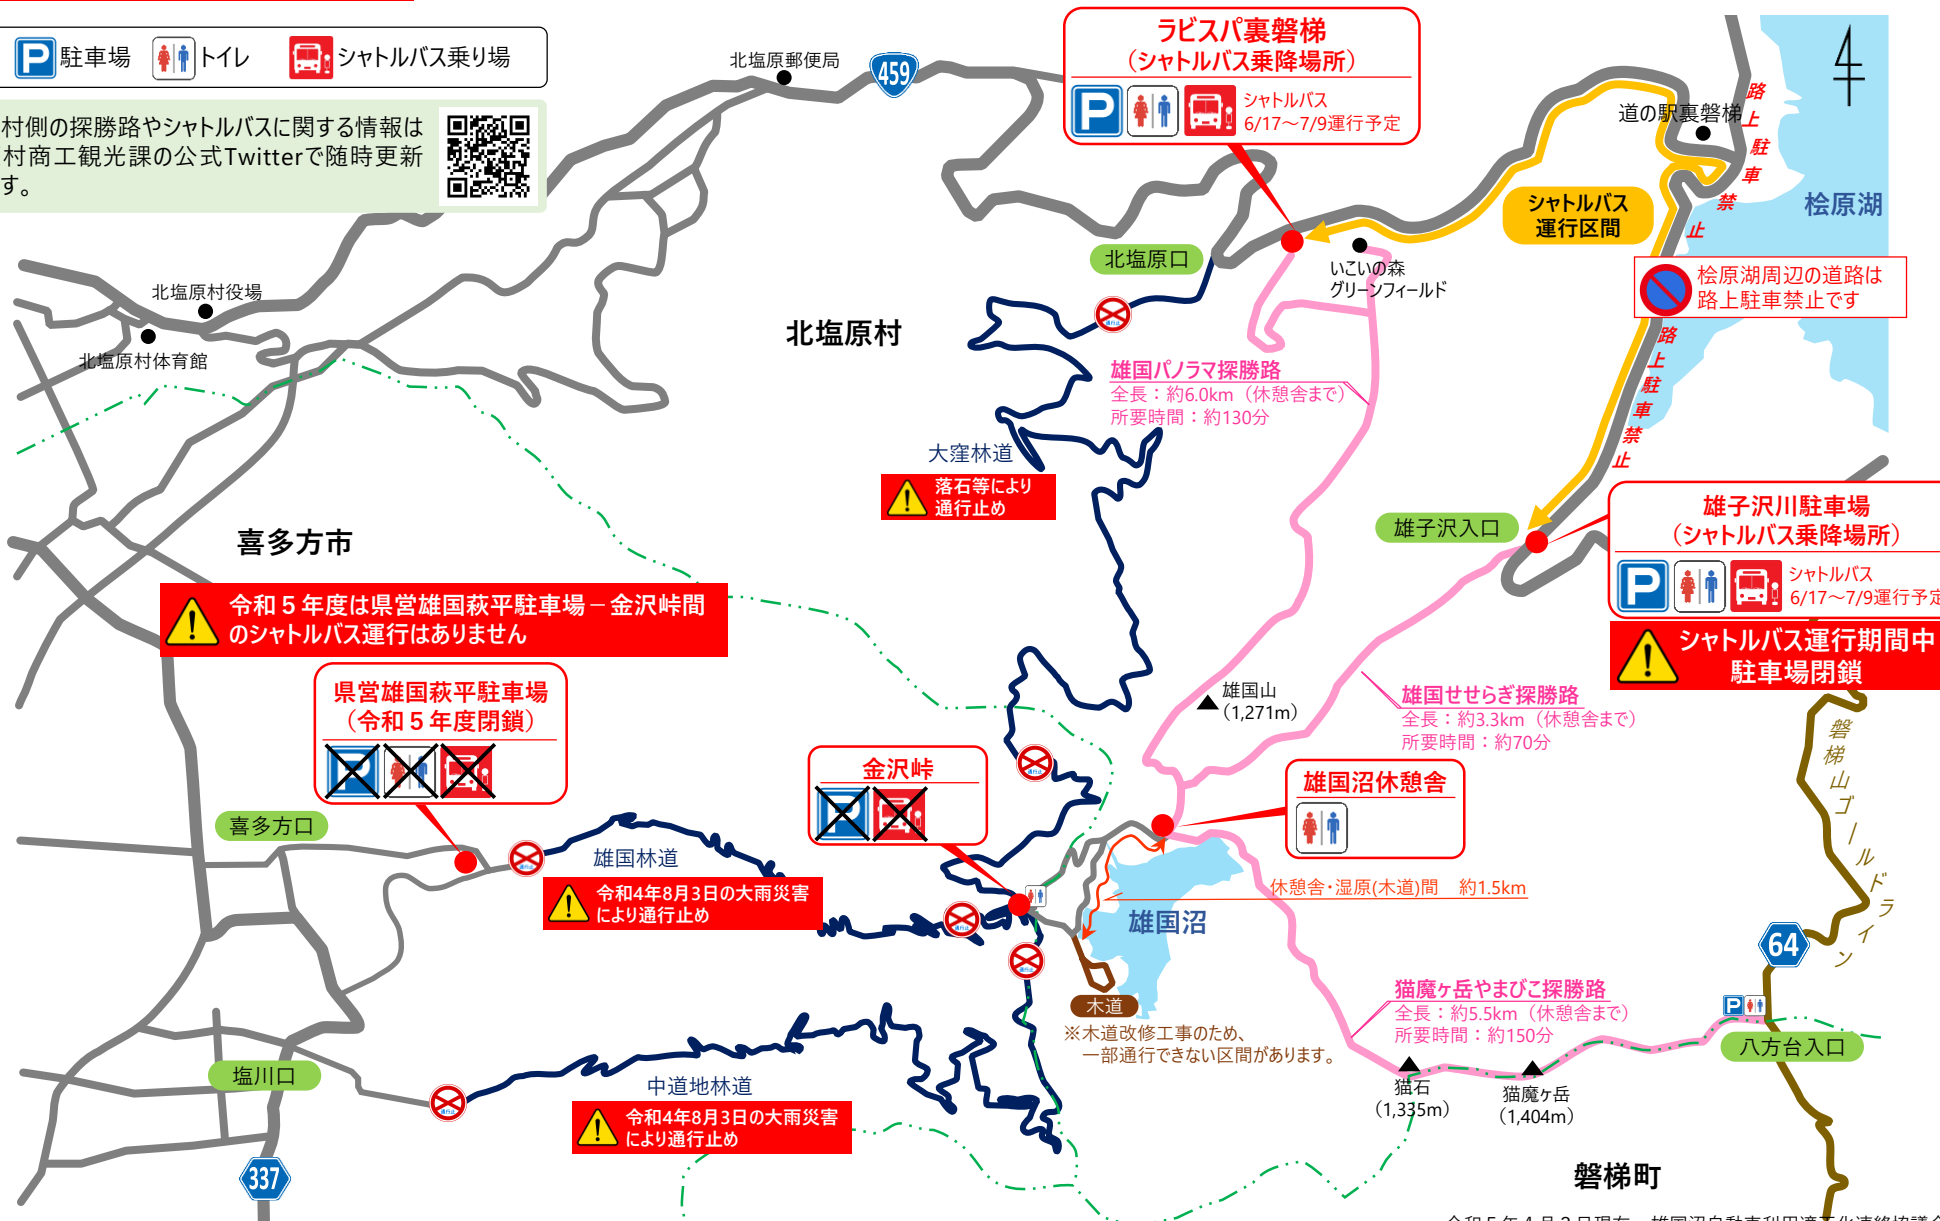 駐車場
トイレ
シャトルバス乗り場
村側の探勝路やシャトルバスに関する情報は
村商工観光課の公式Twitterで随時更新
す。
北塩原郵便局
459
ラビスパ裏磐梯
（シャトルバス乗降場所）
P
シャトルバス
6/17～7/9運行予定
道の駅裏磐梯
路上駐車禁止
桧原湖
シャトルバス
運行区間
桧原湖周辺の道路は
路上駐車禁止です
路上駐車禁止
北塩原口
いこいの森
グリーンフィールド
北塩原村役場
北塩原村体育館
北塩原村
雄国パノラマ探勝路
全長：約6.0km（休憩舎まで）
所要時間：約130分
大窪林道
落石等により
通行止め
雄子沢入口
雄子沢川駐車場
（シャトルバス乗降場所）
P
シャトルバス
6/17～7/9運行予定
シャトルバス運行期間中
駐車場閉鎖
喜多方市
令和５年度は県営雄国萩平駐車場－金沢峠間
のシャトルバス運行はありません
県営雄国萩平駐車場
（令和５年度閉鎖）
P
雄国山
（1,271m）
雄国せせらぎ探勝路
全長：約3.3km（休憩舎まで）
所要時間：約70分
磐梯山ゴールドライン
金沢峠
P
雄国沼休憩舎
喜多方口
雄国林道
令和4年8月3日の大雨災害
により通行止め
休憩舎・湿原(木道)間　約1.5km
雄国沼
64
木道
※木道改修工事のため、
一部通行できない区間があります。
猫魔ヶ岳やまびこ探勝路
全長：約5.5km（休憩舎まで）
所要時間：約150分
P
八方台入口
塩川口
中道地林道
令和4年8月3日の大雨災害
により通行止め
猫石
（1,335m）
猫魔ヶ岳
（1,404m）
337
磐梯町